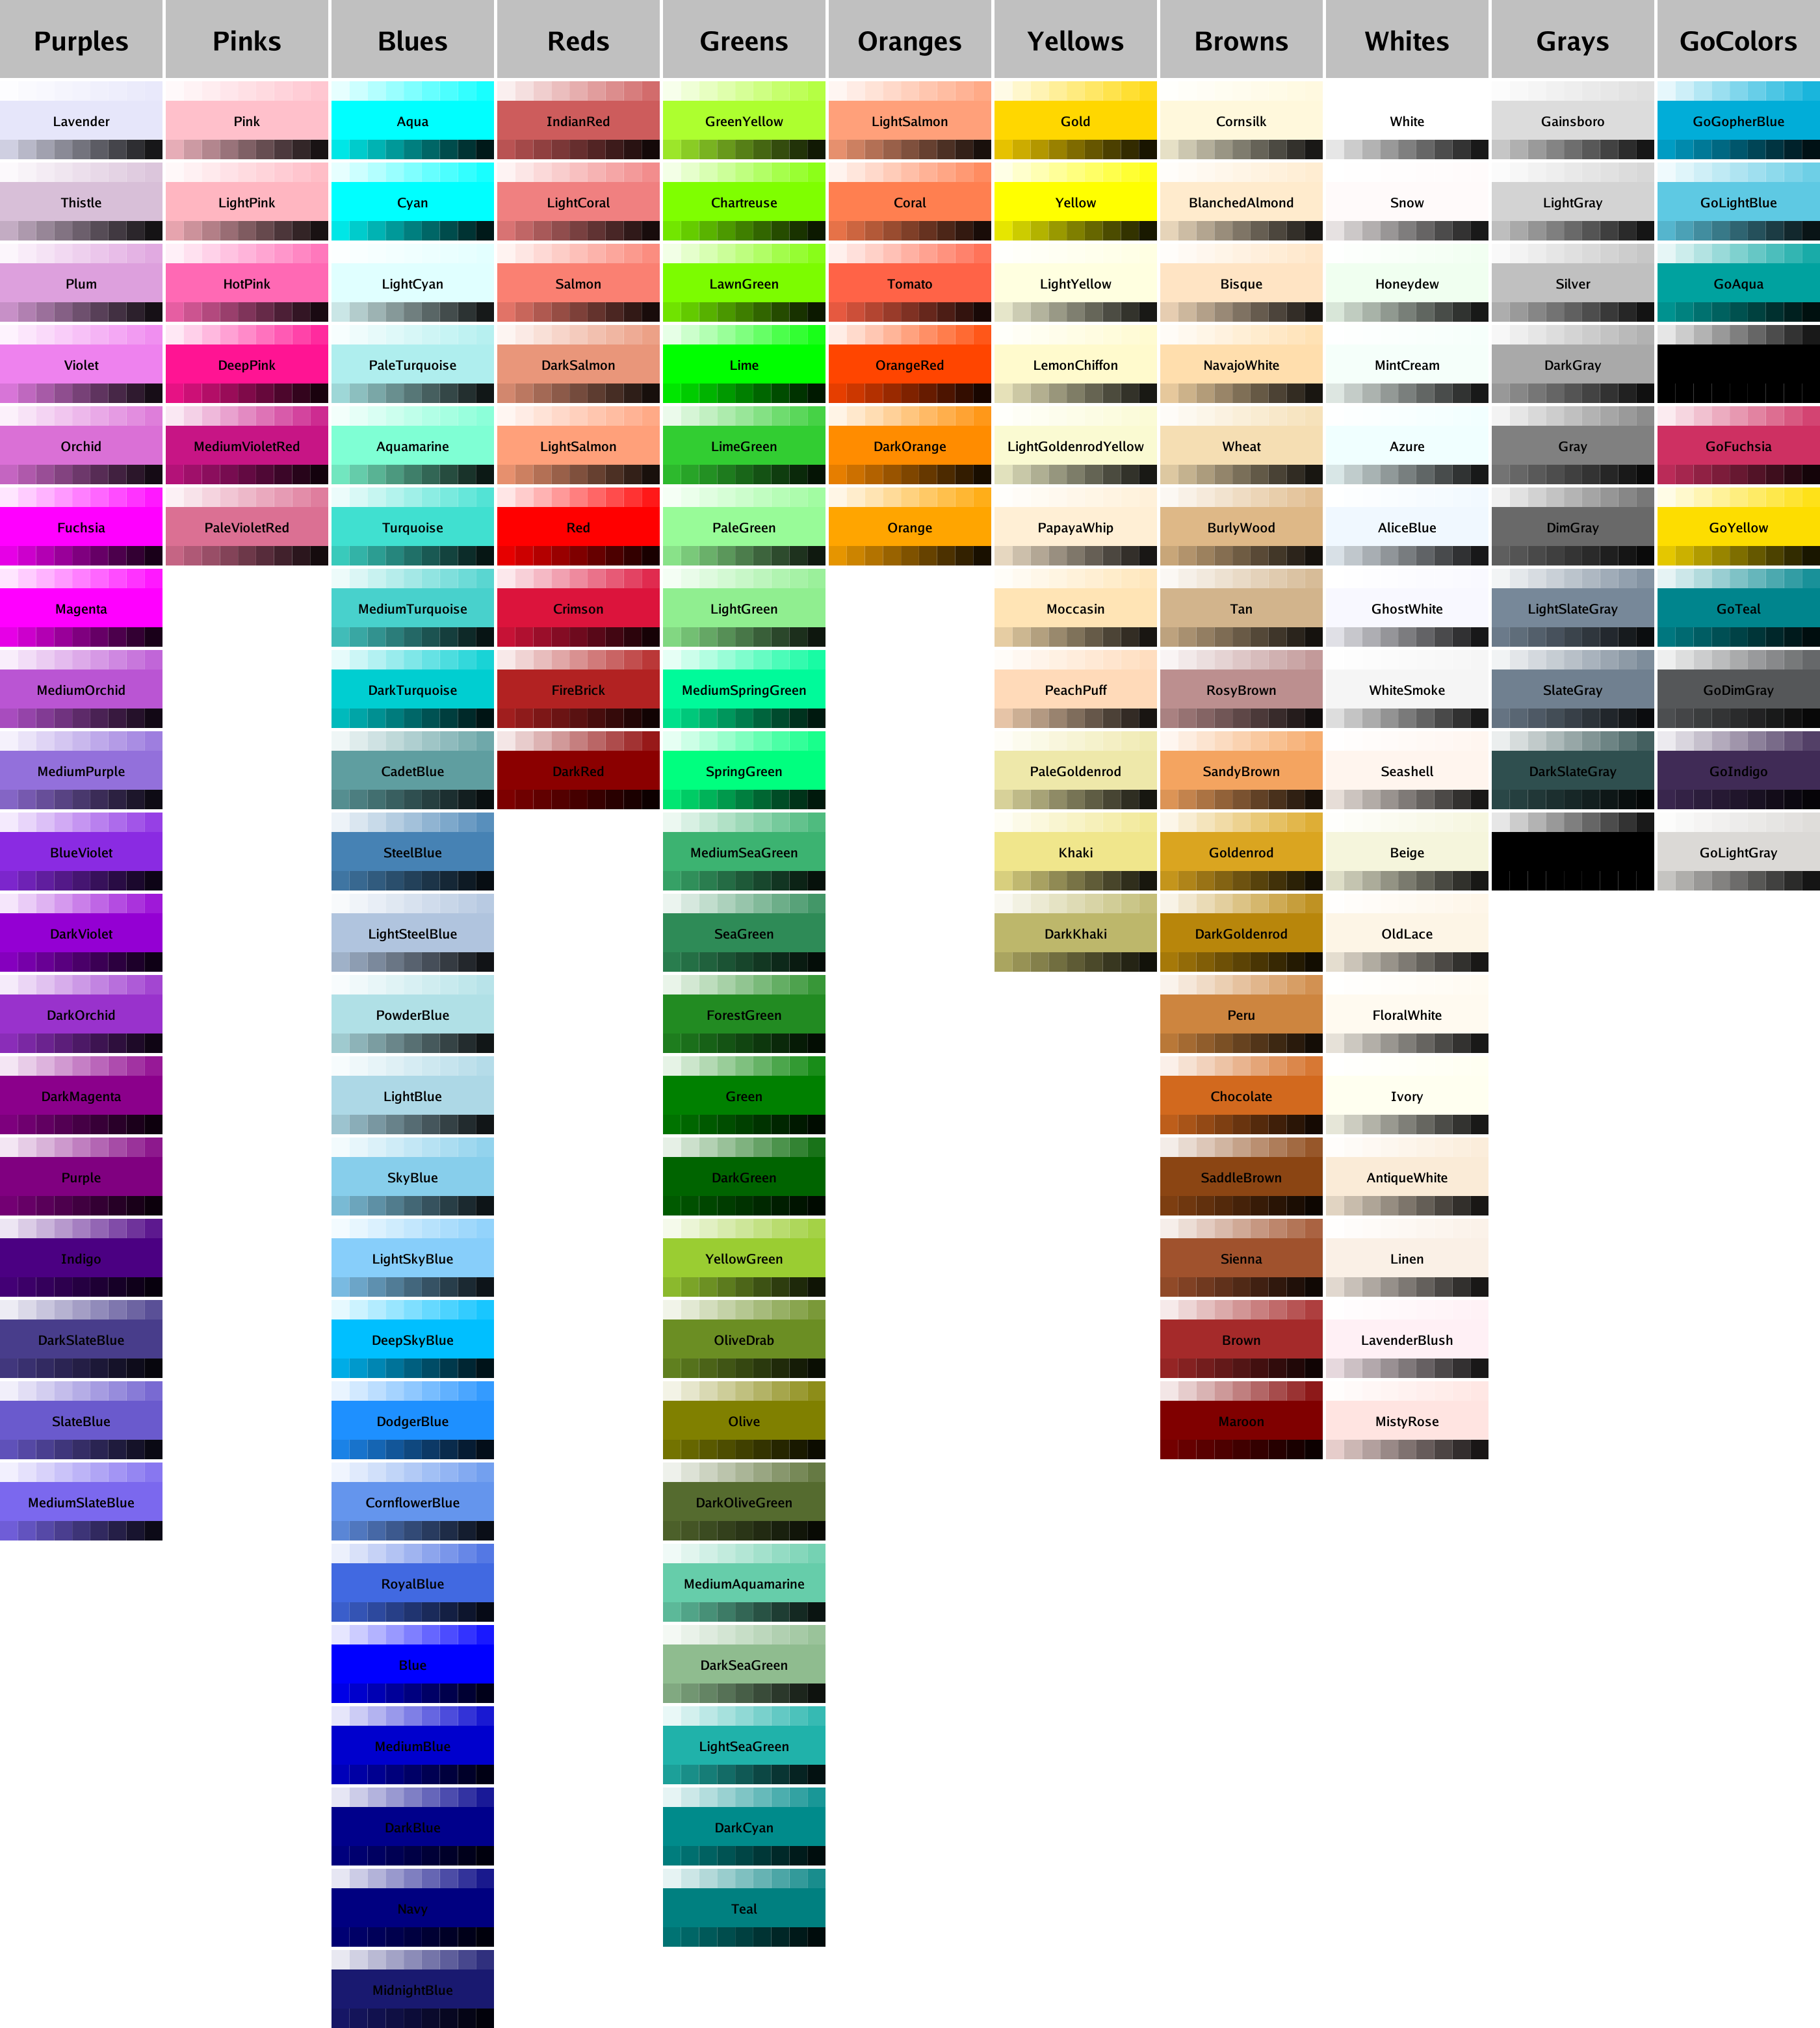 Purples Pinks Blues Reds Greens Oranges Yellows Browns Whites Grays GoColors
Lavender Pink Aqua IndianRed GreenYellow LightSalmon Gold Cornsilk White Gainsboro GoGopherBlue
Thistle LightPink Cyan LightCoral Chartreuse Coral Yellow BlanchedAlmond Snow LightGray GoLightBlue
Plum HotPink LightCyan Salmon LawnGreen Tomato LightYellow Bisque Honeydew Silver GoAqua
Violet DeepPink PaleTurquoise DarkSalmon Lime OrangeRed LemonChiffon NavajoWhite MintCream DarkGray
Orchid MediumVioletRed Aquamarine LightSalmon LimeGreen DarkOrange LightGoldenrodYellow Wheat Azure Gray GoFuchsia
Fuchsia PaleVioletRed Turquoise Red PaleGreen Orange PapayaWhip BurlyWood AliceBlue DimGray GoYellow
Magenta MediumTurquoise Crimson LightGreen Moccasin Tan GhostWhite LightSlateGray GoTeal
MediumOrchid DarkTurquoise FireBrick MediumSpringGreen PeachPuff RosyBrown WhiteSmoke SlateGray GoDimGray
MediumPurple CadetBlue DarkRed SpringGreen PaleGoldenrod SandyBrown Seashell DarkSlateGray GoIndigo
BlueViolet SteelBlue MediumSeaGreen Khaki Goldenrod Beige GoLightGray
DarkViolet LightSteelBlue SeaGreen DarkKhaki DarkGoldenrod OldLace
DarkOrchid PowderBlue ForestGreen Peru FloralWhite
DarkMagenta LightBlue Green Chocolate Ivory
Purple SkyBlue DarkGreen SaddleBrown AntiqueWhite
Indigo LightSkyBlue YellowGreen Sienna Linen
DarkSlateBlue DeepSkyBlue OliveDrab Brown LavenderBlush
SlateBlue DodgerBlue Olive Maroon MistyRose
MediumSlateBlue CornflowerBlue DarkOliveGreen
RoyalBlue MediumAquamarine
Blue DarkSeaGreen
MediumBlue LightSeaGreen
DarkBlue DarkCyan
Navy Teal
MidnightBlue